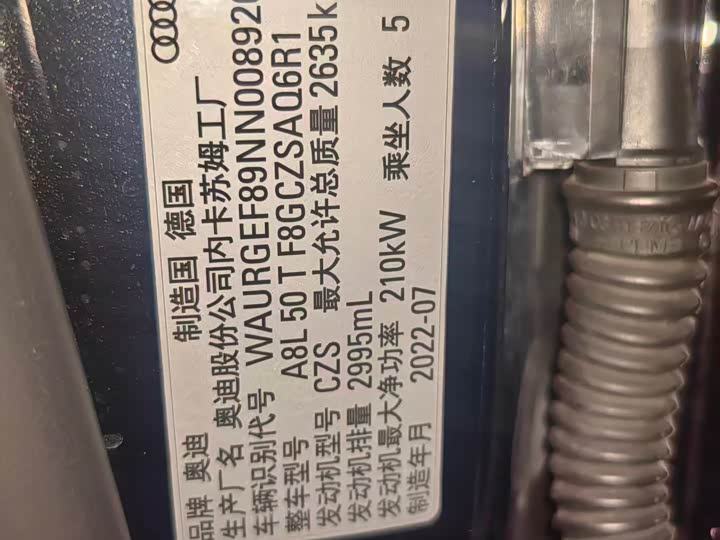 品牌 奥迪 制造国 德国
生产厂名 奥迪股份公司内卡苏姆工厂
车辆识别代号 WAURGEF89NN00892
整车型号 A8L 50 T F8GCZSAQ6R1
发动机型号 CZS 最大允许总质量 2635k
发动机排量 2995mL
发动机最大净功率 210kW 乘坐人数 5
制造年月 2022-07